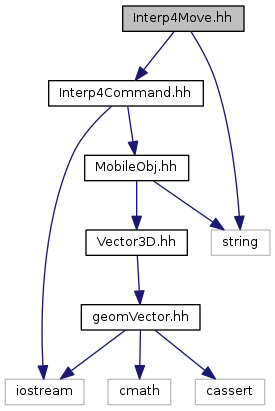 Interp4Move.hh
Interp4Command.hh
MobileObj.hh
Vector3D.hh
string
geomVector.hh
iostream
cmath
cassert